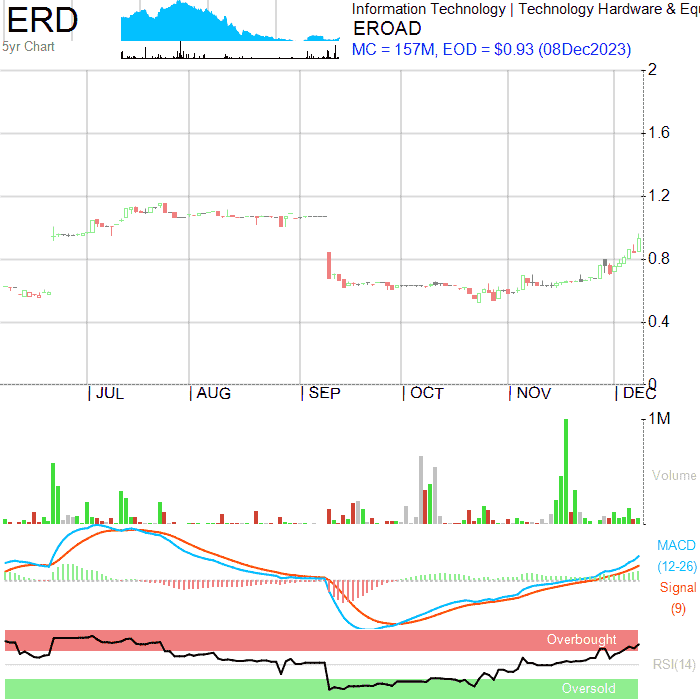 ERD
5yr Chart
Information Technology | Technology Hardware & Equ
EROAD
MC = 157M, EOD = $0.93 (08Dec2023)
2
1.6
1.2
0.8
0.4
0
JUL
AUG
SEP
OCT
NOV
DEC
1M
Volume
MACD
(12-26)
Signal
(9)
Overbought
RSI(14)
Oversold